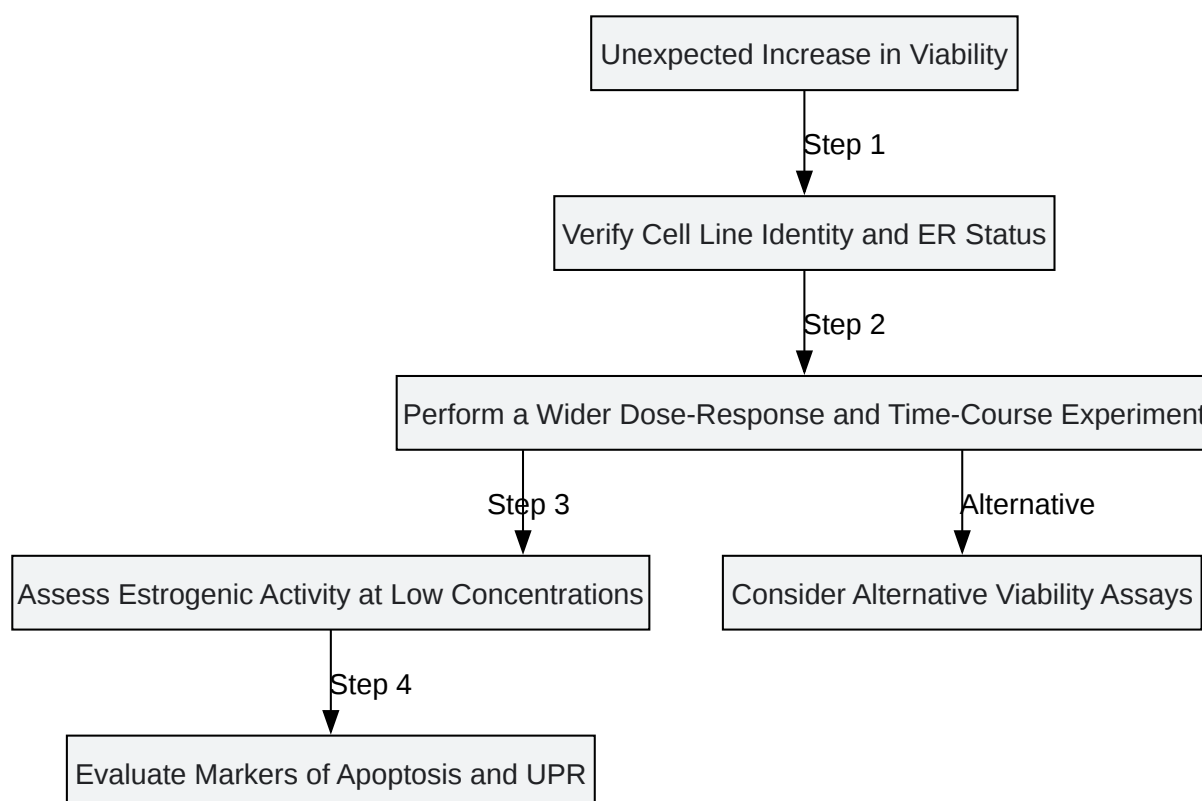 Unexpected Increase in Viability
Step 1
Verify Cell Line Identity and ER Status
Step 2
Perform a Wider Dose-Response and Time-Course Experiment
Step 3
Alternative
Assess Estrogenic Activity at Low Concentrations
Consider Alternative Viability Assays
Step 4
Evaluate Markers of Apoptosis and UPR